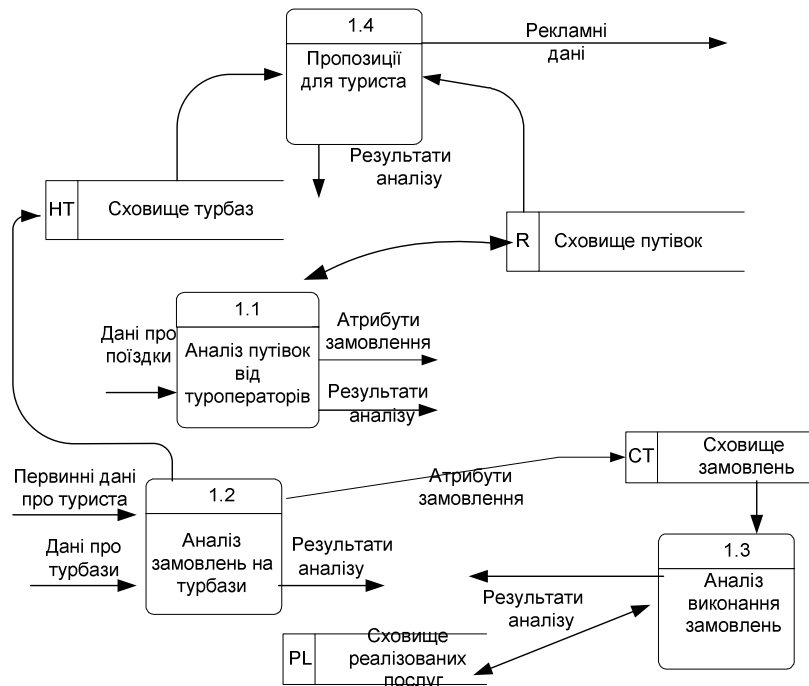 1.4
Пропозиції
для туриста
Рекламні
дані
Результати
аналізу
НТ
Сховище турбаз
R
Сховище путівок
1.1
Аналіз путівок
від
туроператорів
Дані про
поїздки
Атрибути
замовлення
Результати
аналізу
СТ
Сховище
замовлень
Первинні дані
про туриста
1.2
Аналіз
замовлень на
турбази
Атрибути
замовлення
Дані про
турбази
Результати
аналізу
1.3
Аналіз
виконання
замовлень
Результати
аналізу
PL
Сховище
реалізованих
послуг